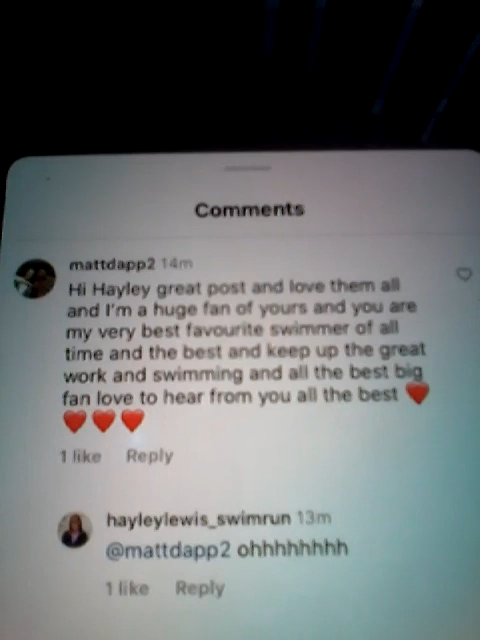 Comments
mattdapp2 14m
Hi Hayley great post and love them all
and I'm a huge fan of yours and you are
my very best favourite swimmer of all
time and the best and keep up the great
work and swimming and all the best big
fan love to hear from you all the best ❤️
❤️❤️❤️
1 like Reply
hayleylewis_swimrun 13m
@mattdapp2 ohhhhhhhh
1 like Reply